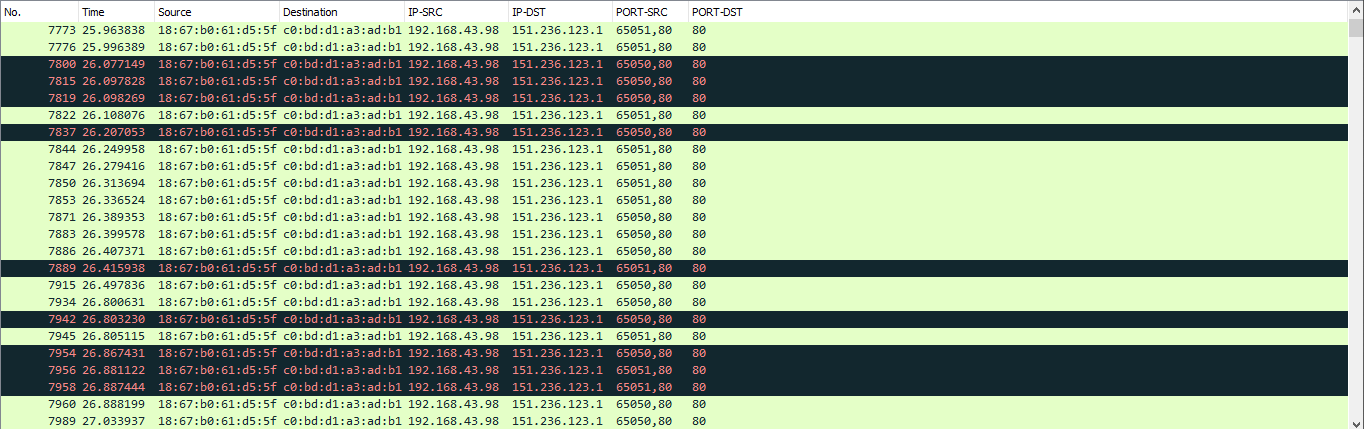 No. Time Source Destination IP-SRC IP-DST PORT-SRC PORT-DST
7773 25.963838 18:67:b0:61:d5:5f c0:bd:d1:a3:ad:b1 192.168.43.98 151.236.123.1 65051,80 80
7776 25.996389 18:67:b0:61:d5:5f c0:bd:d1:a3:ad:b1 192.168.43.98 151.236.123.1 65051,80 80
7800 26.077149 18:67:b0:61:d5:5f c0:bd:d1:a3:ad:b1 192.168.43.98 151.236.123.1 65050,80 80
7815 26.097828 18:67:b0:61:d5:5f c0:bd:d1:a3:ad:b1 192.168.43.98 151.236.123.1 65050,80 80
7819 26.098269 18:67:b0:61:d5:5f c0:bd:d1:a3:ad:b1 192.168.43.98 151.236.123.1 65050,80 80
7822 26.108076 18:67:b0:61:d5:5f c0:bd:d1:a3:ad:b1 192.168.43.98 151.236.123.1 65051,80 80
7837 26.207053 18:67:b0:61:d5:5f c0:bd:d1:a3:ad:b1 192.168.43.98 151.236.123.1 65050,80 80
7844 26.249958 18:67:b0:61:d5:5f c0:bd:d1:a3:ad:b1 192.168.43.98 151.236.123.1 65051,80 80
7847 26.279416 18:67:b0:61:d5:5f c0:bd:d1:a3:ad:b1 192.168.43.98 151.236.123.1 65051,80 80
7850 26.313694 18:67:b0:61:d5:5f c0:bd:d1:a3:ad:b1 192.168.43.98 151.236.123.1 65051,80 80
7853 26.336524 18:67:b0:61:d5:5f c0:bd:d1:a3:ad:b1 192.168.43.98 151.236.123.1 65051,80 80
7871 26.389353 18:67:b0:61:d5:5f c0:bd:d1:a3:ad:b1 192.168.43.98 151.236.123.1 65050,80 80
7883 26.399578 18:67:b0:61:d5:5f c0:bd:d1:a3:ad:b1 192.168.43.98 151.236.123.1 65050,80 80
7886 26.407371 18:67:b0:61:d5:5f c0:bd:d1:a3:ad:b1 192.168.43.98 151.236.123.1 65050,80 80
7889 26.415938 18:67:b0:61:d5:5f c0:bd:d1:a3:ad:b1 192.168.43.98 151.236.123.1 65051,80 80
7915 26.497836 18:67:b0:61:d5:5f c0:bd:d1:a3:ad:b1 192.168.43.98 151.236.123.1 65050,80 80
7934 26.800631 18:67:b0:61:d5:5f c0:bd:d1:a3:ad:b1 192.168.43.98 151.236.123.1 65050,80 80
7942 26.803230 18:67:b0:61:d5:5f c0:bd:d1:a3:ad:b1 192.168.43.98 151.236.123.1 65050,80 80
7945 26.805115 18:67:b0:61:d5:5f c0:bd:d1:a3:ad:b1 192.168.43.98 151.236.123.1 65051,80 80
7954 26.867431 18:67:b0:61:d5:5f c0:bd:d1:a3:ad:b1 192.168.43.98 151.236.123.1 65050,80 80
7956 26.881122 18:67:b0:61:d5:5f c0:bd:d1:a3:ad:b1 192.168.43.98 151.236.123.1 65051,80 80
7958 26.887444 18:67:b0:61:d5:5f c0:bd:d1:a3:ad:b1 192.168.43.98 151.236.123.1 65051,80 80
7960 26.888199 18:67:b0:61:d5:5f c0:bd:d1:a3:ad:b1 192.168.43.98 151.236.123.1 65050,80 80
7989 27.033937 18:67:b0:61:d5:5f c0:bd:d1:a3:ad:b1 192.168.43.98 151.236.123.1 65050,80 80